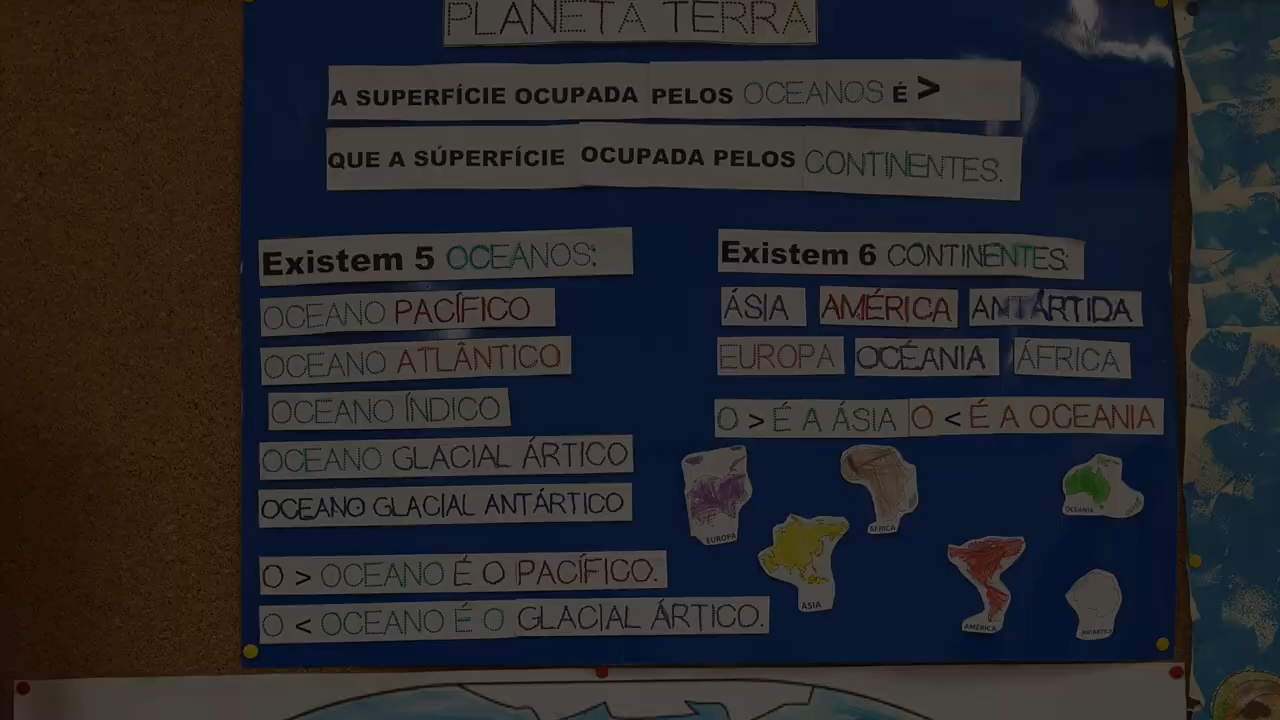 PLANETA TERRA
A SUPERFÍCIE OCUPADA PELOS OCEANOS É >
QUE A SÚPERFÍCIE OCUPADA PELOS CONTINENTES.
Existem 5 OCEANOS:
OCEANO PACÍFICO
OCEANO ATLÂNTICO
OCEANO ÍNDICO
OCEANO GLACIAL ÁRTICO
OCEANO GLACIAL ANTÁRTICO
O > OCEANO É O PACÍFICO.
O < OCEANO É O GLACIAL ÁRTICO.
Existem 6 CONTINENTES:
ÁSIA AMÉRICA ANTÁRTIDA
EUROPA OCÉANIA ÁFRICA
O > É A ÁSIA O < É A OCEANIA
EUROPA
ÁFRICA
OCEANIA
ÁSIA
AMÉRICA